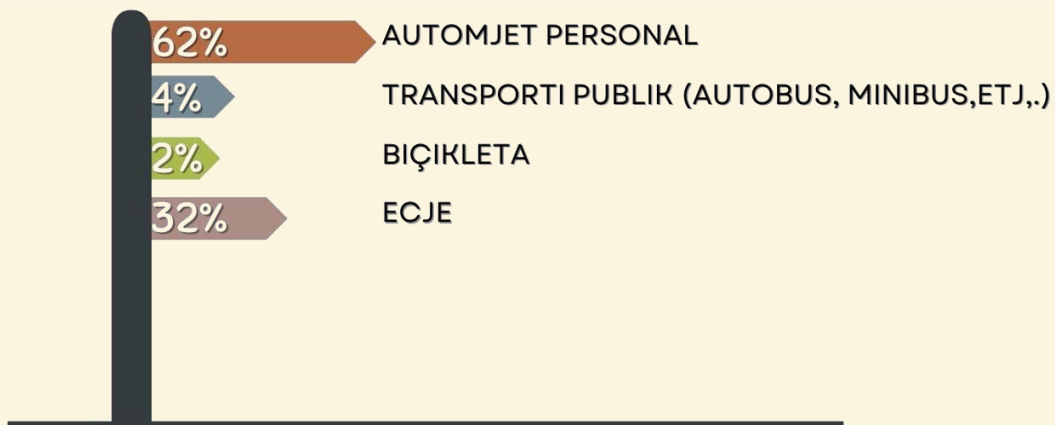 62% AUTOMJET PERSONAL
4% TRANSPORTI PUBLIK (AUTOBUS, MINIBUS,ETJ,.)
2% BIÇIKLETA
32% ECJE